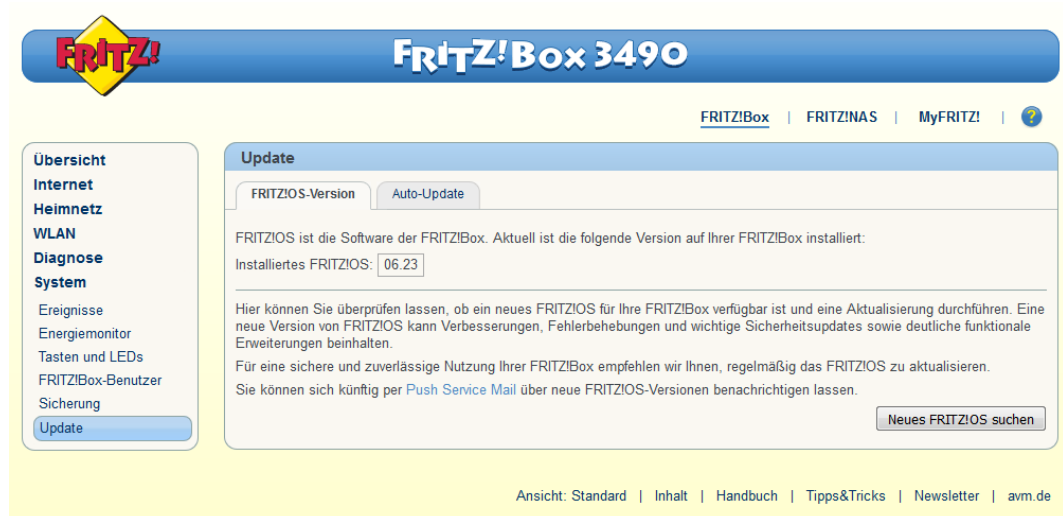 FRITZ!
FRITZ!Box 3490
FRITZ!Box | FRITZ!NAS | MyFRITZ! | ?
Übersicht
Internet
Heimnetz
WLAN
Diagnose
System
Ereignisse
Energiemonitor
Tasten und LEDs
FRITZ!Box-Benutzer
Sicherung
Update
Update
FRITZ!OS-Version
Auto-Update
FRITZ!OS ist die Software der FRITZ!Box. Aktuell ist die folgende Version auf Ihrer FRITZ!Box installiert:
Installiertes FRITZ!OS: 06.23
Hier können Sie überprüfen lassen, ob ein neues FRITZ!OS für Ihre FRITZ!Box verfügbar ist und eine Aktualisierung durchführen. Eine
neue Version von FRITZ!OS kann Verbesserungen, Fehlerbehebungen und wichtige Sicherheitsupdates sowie deutliche funktionale
Erweiterungen beinhalten.
Für eine sichere und zuverlässige Nutzung Ihrer FRITZ!Box empfehlen wir Ihnen, regelmäßig das FRITZ!OS zu aktualisieren.
Sie können sich künftig per Push Service Mail über neue FRITZ!OS-Versionen benachrichtigen lassen.
Neues FRITZ!OS suchen
Ansicht: Standard | Inhalt | Handbuch | Tipps&Tricks | Newsletter | avm.de